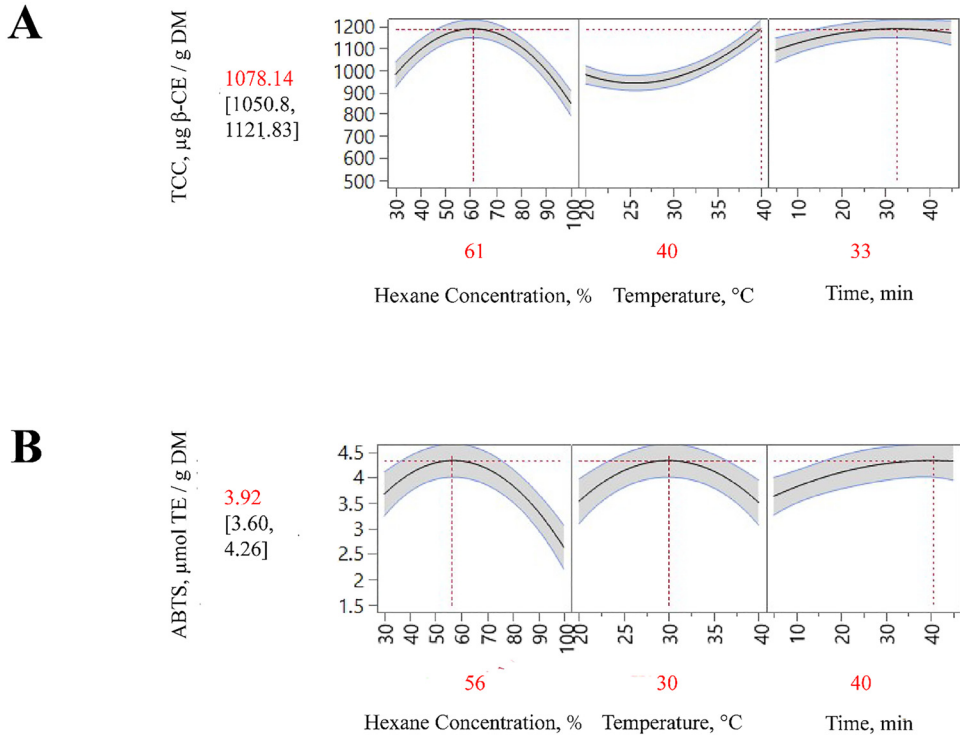 A
TCC, µg β-CE / g DM
1078.14
[1050.8,
1121.83]
1200
1100
1000
900
800
700
600
500
30 40 50 60 70 80 90 100
20 25 30 35 40
10 20 30 40
61 40 33
Hexane Concentration, % Temperature, °C Time, min
B
ABTS, µmol TE / g DM
3.92
[3.60,
4.26]
4.5
4
3.5
3
2.5
2
1.5
30 40 50 60 70 80 90 100
20 25 30 35 40
10 20 30 40
56 30 40
Hexane Concentration, % Temperature, °C Time, min